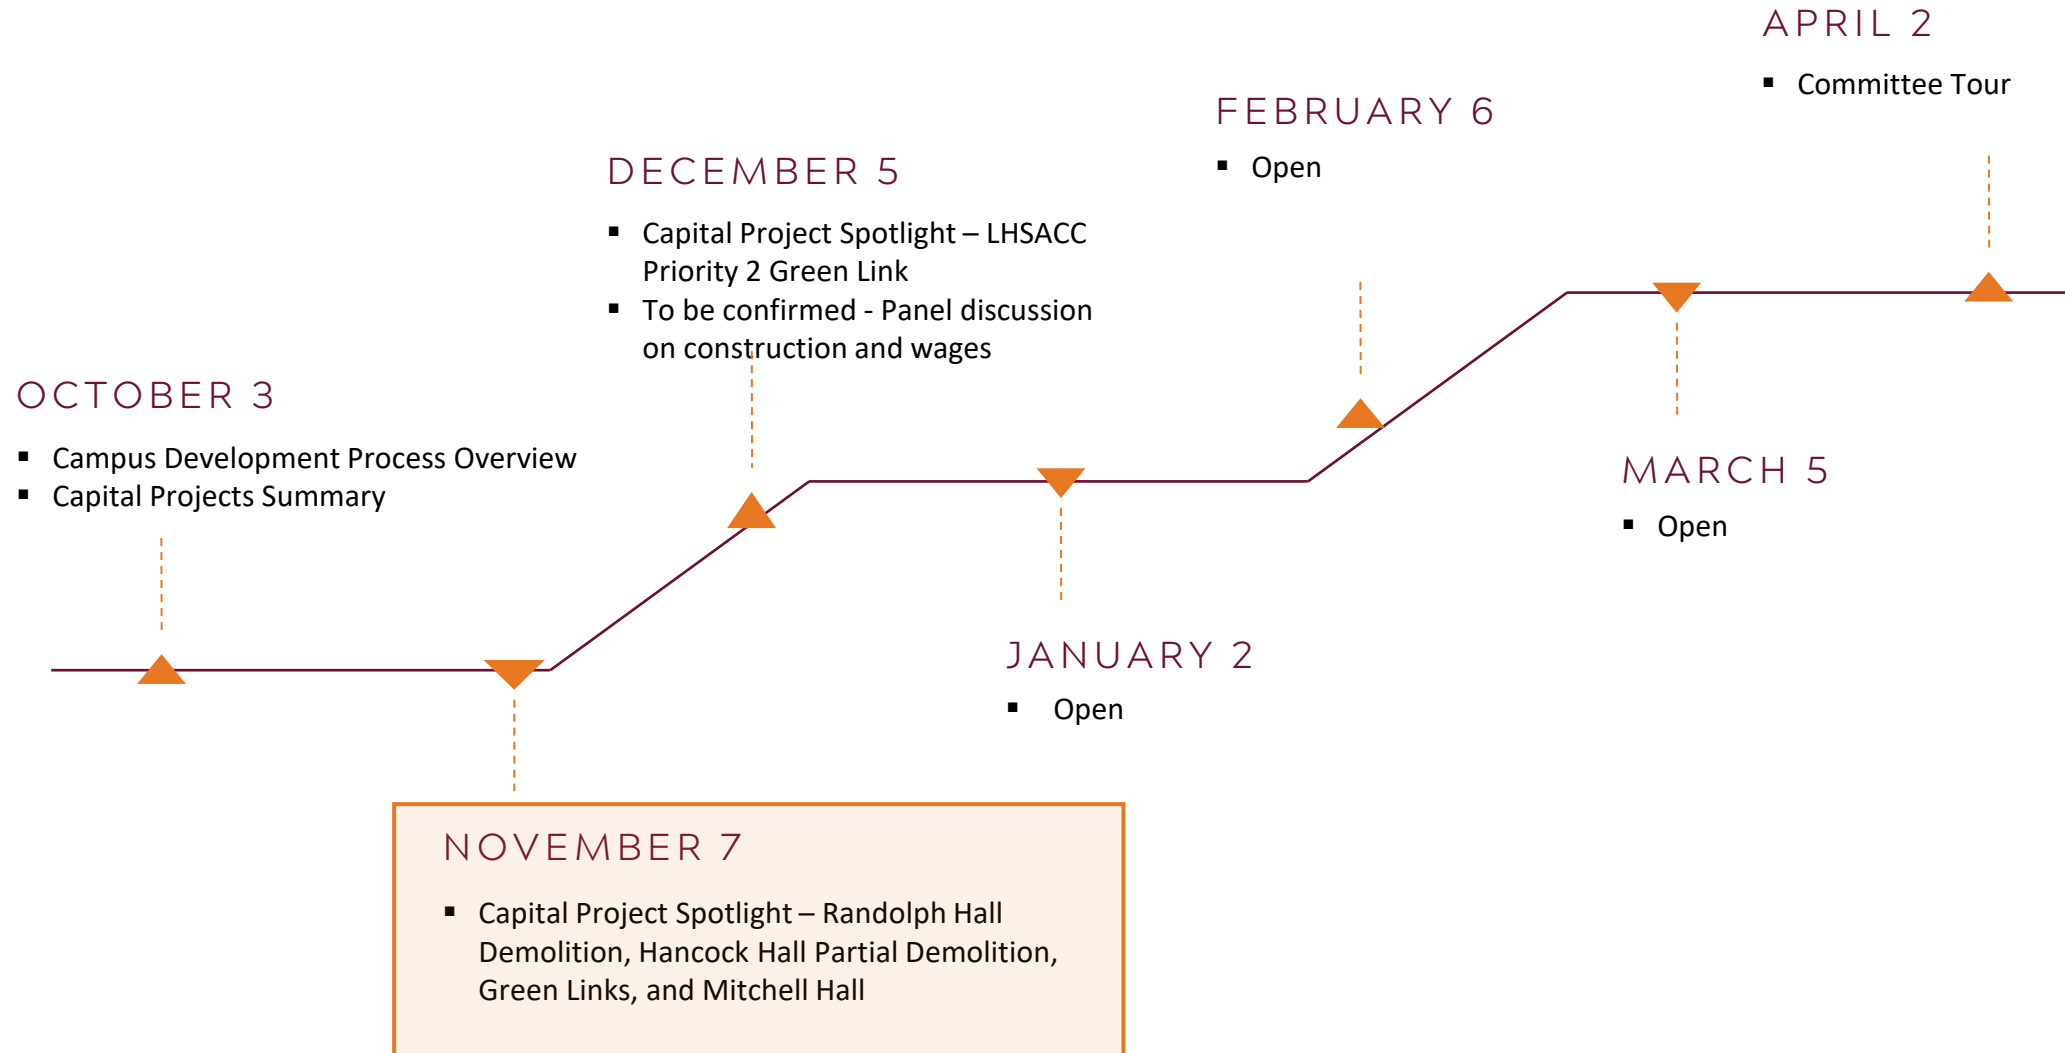 OCTOBER 3
▪ Campus Development Process Overview
▪ Capital Projects Summary
NOVEMBER 7
▪ Capital Project Spotlight – Randolph Hall
Demolition, Hancock Hall Partial Demolition,
Green Links, and Mitchell Hall
DECEMBER 5
▪ Capital Project Spotlight – LHSACC
Priority 2 Green Link
▪ To be confirmed - Panel discussion
on construction and wages
JANUARY 2
▪ Open
FEBRUARY 6
▪ Open
MARCH 5
▪ Open
APRIL 2
▪ Committee Tour